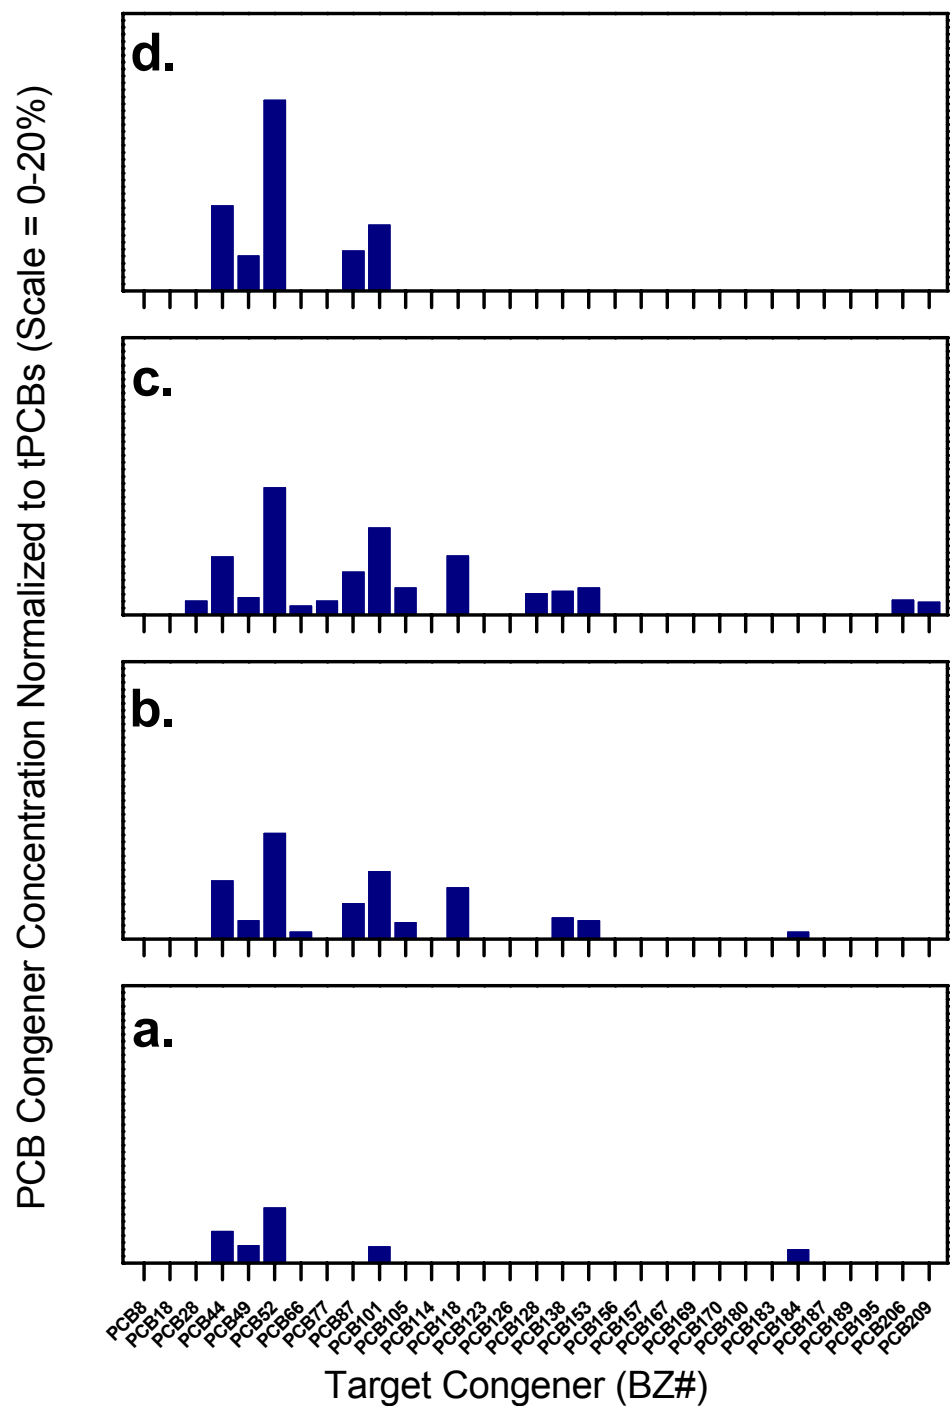 PCB Congener Concentration Normalized to tPCBs (Scale = 0-20%)
d.
c.
b.
a.
PCB8
PCB18
PCB28
PCB44
PCB49
PCB52
PCB66
PCB77
PCB87
PCB101
PCB105
PCB114
PCB118
PCB123
PCB126
PCB128
PCB138
PCB153
PCB156
PCB157
PCB167
PCB169
PCB170
PCB180
PCB183
PCB184
PCB187
PCB189
PCB195
PCB206
PCB209
Target Congener (BZ#)